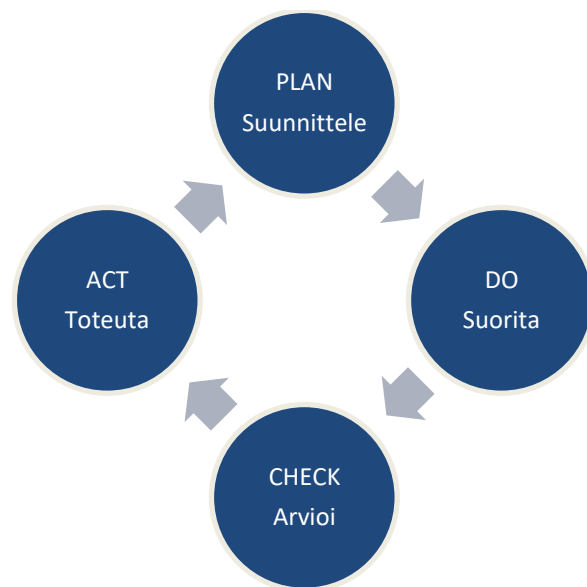 PLAN
Suunnittele
DO
Suorita
CHECK
Arvioi
ACT
Toteuta